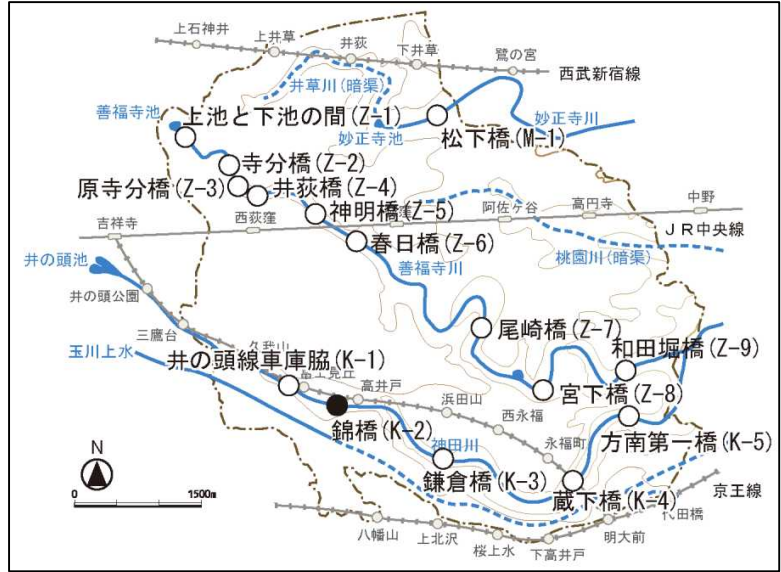 上石神井
上井草
井荻
下井草
鷺の宮
西武新宿線
井草川(暗渠)
善福寺池
上池と下池の間(Z-1)
妙正寺池
松下橋(M-1)
妙正寺川
寺分橋(Z-2)
原寺分橋(Z-3)
井荻橋(Z-4)
神明橋(Z-5)
窪
阿佐ヶ谷
高円寺
中野
吉祥寺
西荻窪
春日橋(Z-6)
JR中央線
井の頭池
善福寺川
桃園川(暗渠)
井の頭公園
三鷹台
久我山
尾崎橋(Z-7)
和田堀橋(Z-9)
玉川上水
井の頭線車庫脇(K-1)
富士見丘
高井戸
宮下橋(Z-8)
浜田山
西永福
錦橋(K-2)
方南第一橋(K-5)
神田川
永福町
鎌倉橋(K-3)
N
蔵下橋(K-4)
京王線
0
1500m
代田橋
八幡山
上北沢
桜上水
下高井戸
明大前